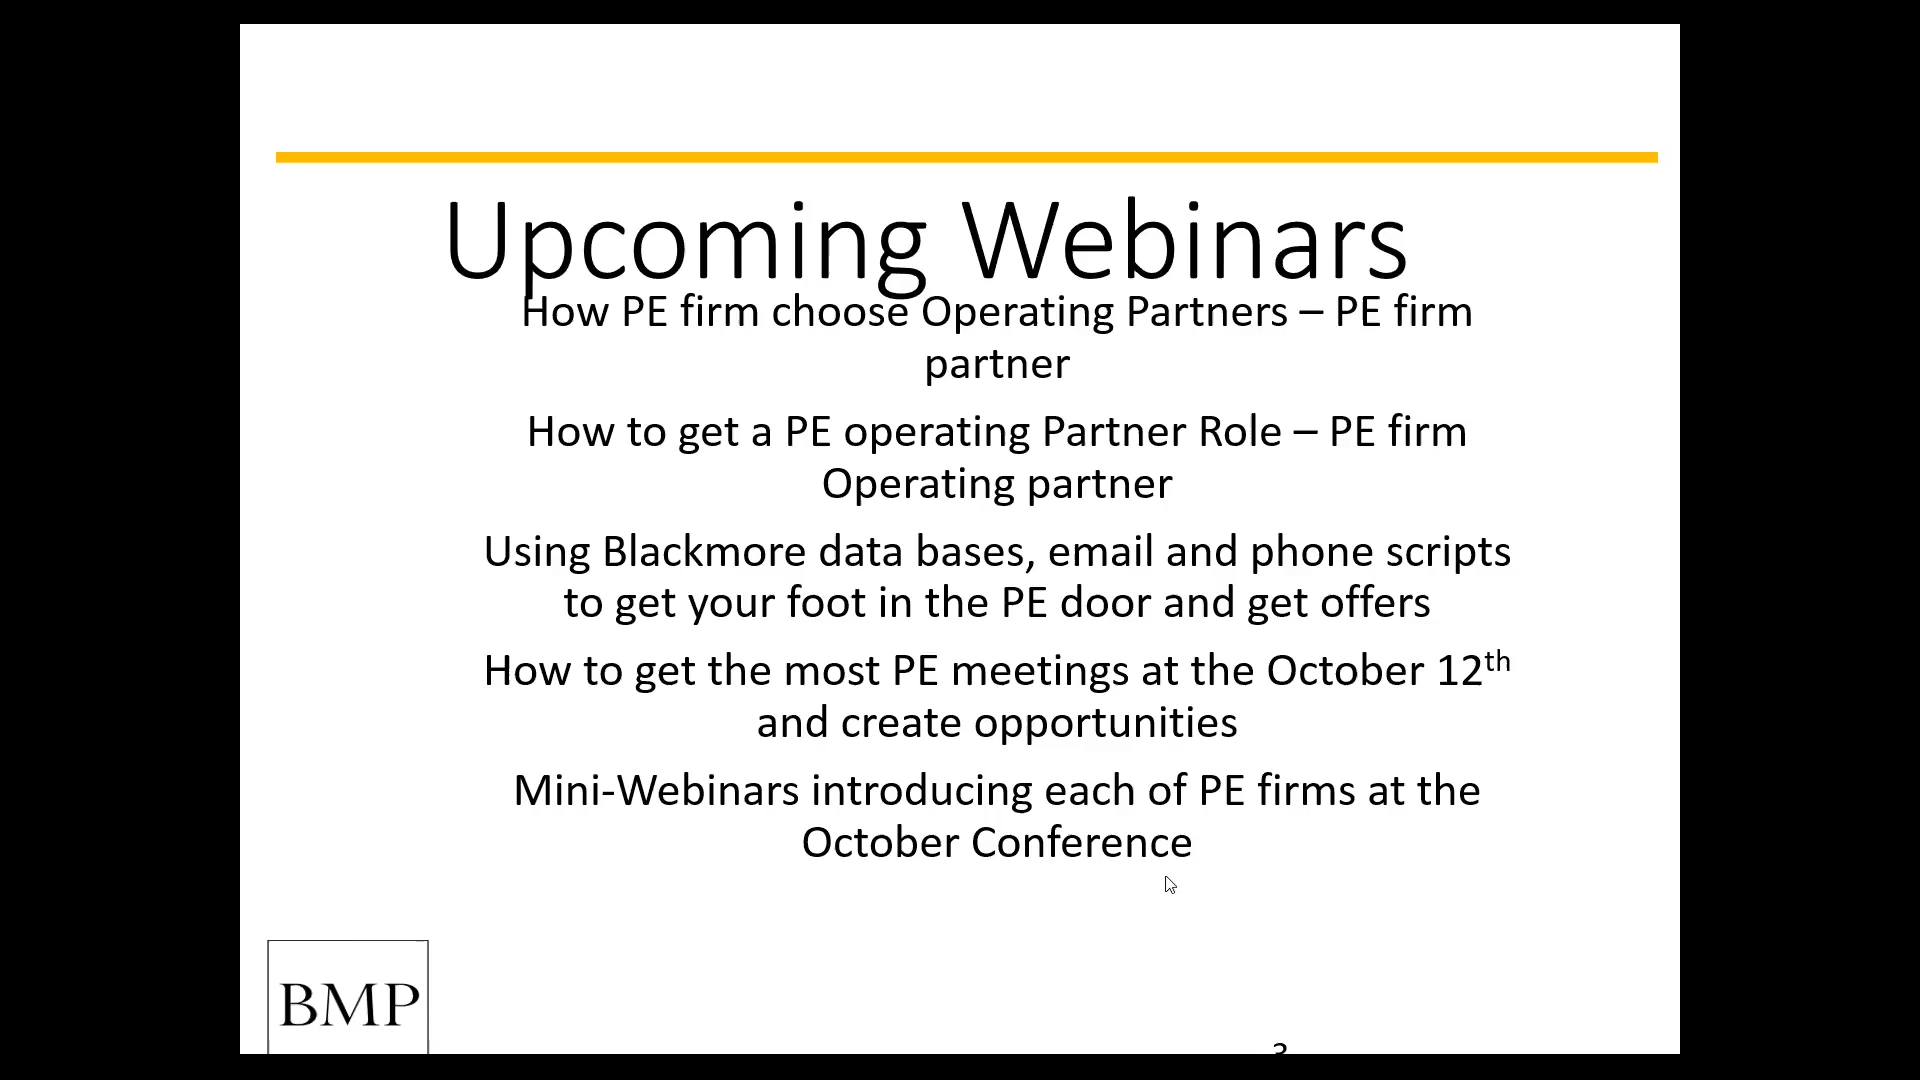 Upcoming Webinars
How PE firm choose Operating Partners – PE firm
partner
How to get a PE operating Partner Role – PE firm
Operating partner
Using Blackmore data bases, email and phone scripts
to get your foot in the PE door and get offers
How to get the most PE meetings at the October 12th
and create opportunities
Mini-Webinars introducing each of PE firms at the
October Conference
BMP
3